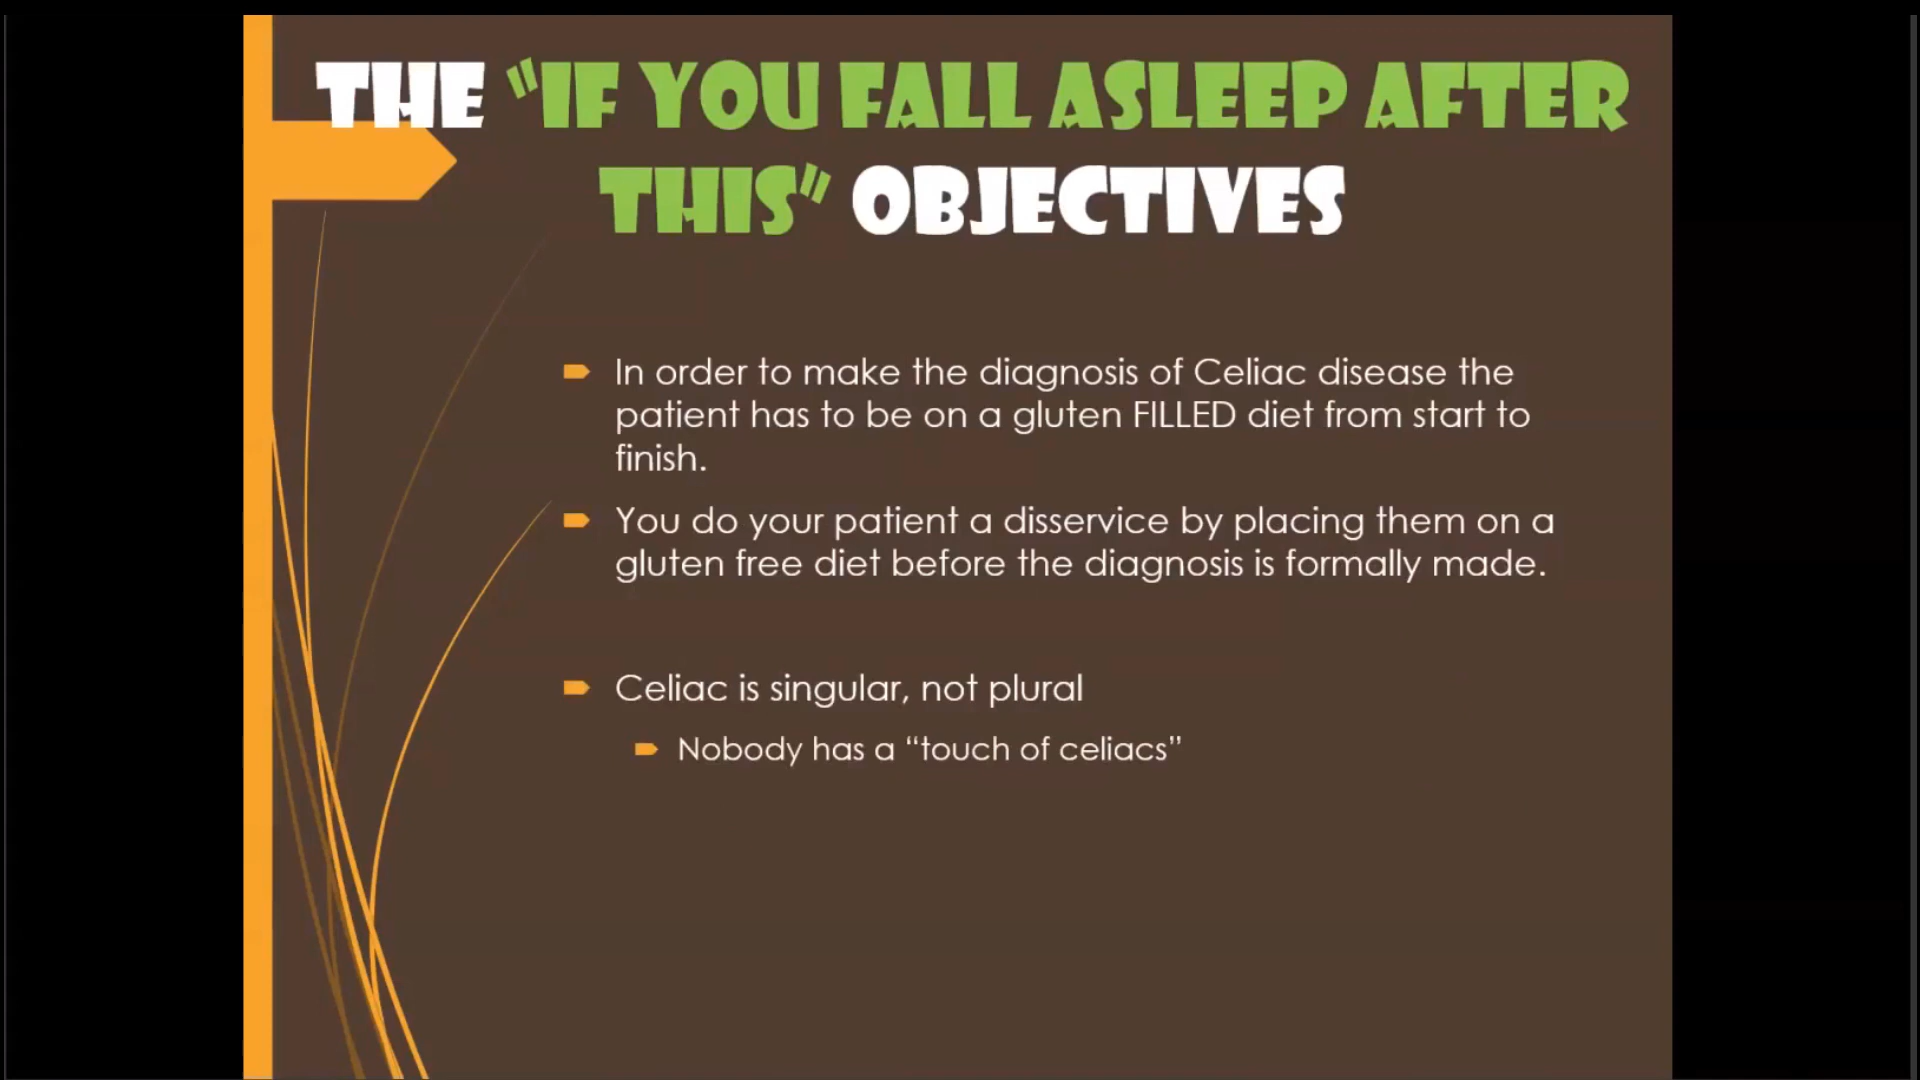 THE "IF YOU FALL ASLEEP AFTER
THIS" OBJECTIVES
In order to make the diagnosis of Celiac disease the
patient has to be on a gluten FILLED diet from start to
finish.
You do your patient a disservice by placing them on a
gluten free diet before the diagnosis is formally made.
Celiac is singular, not plural
Nobody has a “touch of celiacs”